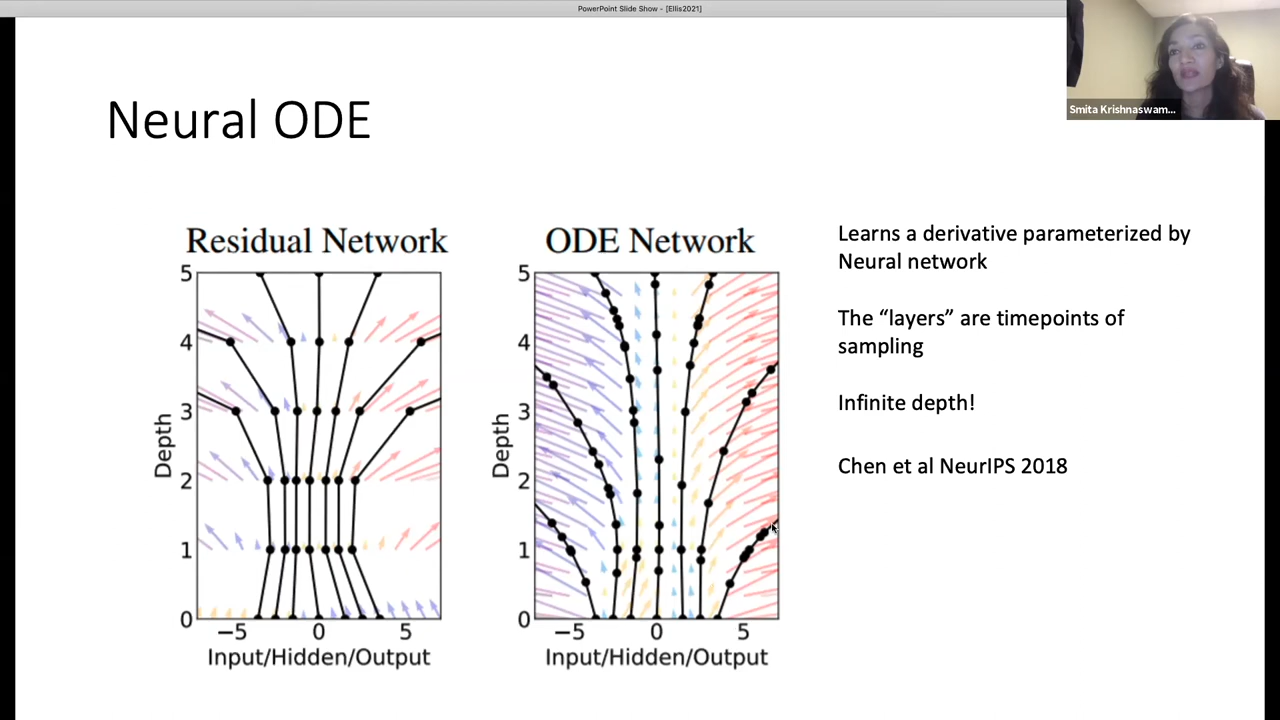 PowerPoint Slide Show - [Ellis2021]
Smita Krishnaswam...
Neural ODE
Residual Network
5
4
3
2
1
0
Depth
−5 0 5
Input/Hidden/Output
ODE Network
5
4
3
2
1
0
Depth
−5 0 5
Input/Hidden/Output
Learns a derivative parameterized by
Neural network
The “layers” are timepoints of
sampling
Infinite depth!
Chen et al NeurIPS 2018